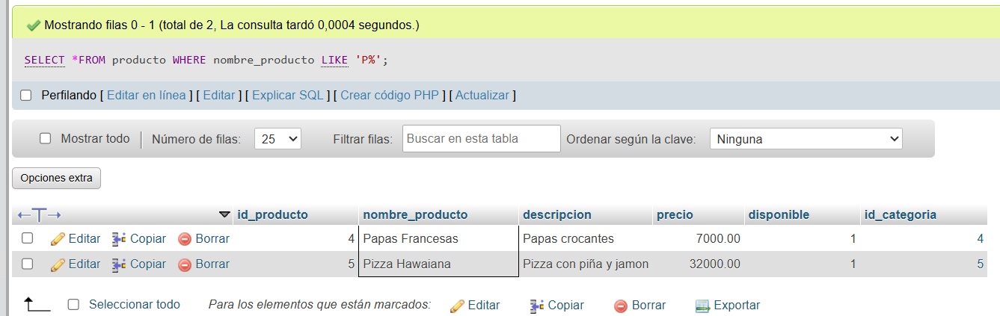 Mostrando filas 0 - 1 (total de 2, La consulta tardó 0,0004 segundos.)
SELECT *FROM producto WHERE nombre_producto LIKE 'P%';
Perfilando [ Editar en línea ] [ Editar ] [ Explicar SQL ] [ Crear código PHP ] [ Actualizar ]
Mostrar todo Número de filas: 25 Filtrar filas: Buscar en esta tabla Ordenar según la clave: Ninguna
Opciones extra
←T→ id_producto nombre_producto descripcion precio disponible id_categoria
Editar Copiar Borrar 4 Papas Francesas Papas crocantes 7000.00 1 4
Editar Copiar Borrar 5 Pizza Hawaiana Pizza con piña y jamon 32000.00 1 5
Seleccionar todo Para los elementos que están marcados: Editar Copiar Borrar Exportar